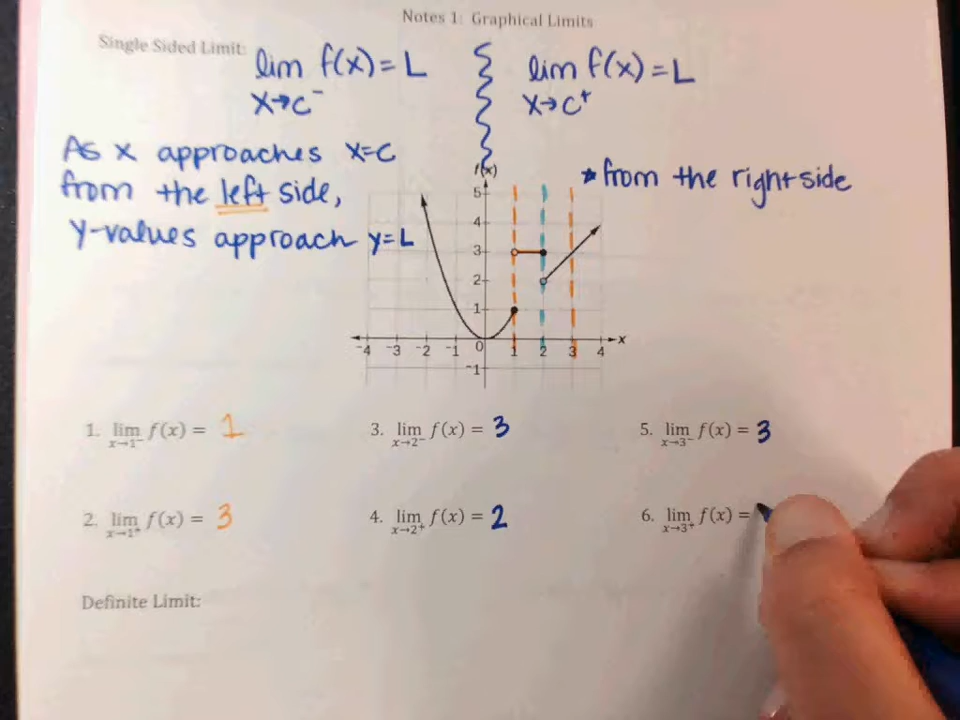 Notes 1: Graphical Limits
Single Sided Limit:
lim f(x) = L
x→c⁻
lim f(x) = L
x→c⁺
As x approaches x=c
from the left side,
y-values approach y=L
*from the right side
f(x)
5
4
3
2
1
-4 -3 -2 -1 0 1 2 3 4 x
-1
1. lim f(x) = 1
x→1⁻
3. lim f(x) = 3
x→2⁻
5. lim f(x) = 3
x→3⁻
2. lim f(x) = 3
x→1⁺
4. lim f(x) = 2
x→2⁺
6. lim f(x) =
x→3⁺
Definite Limit: